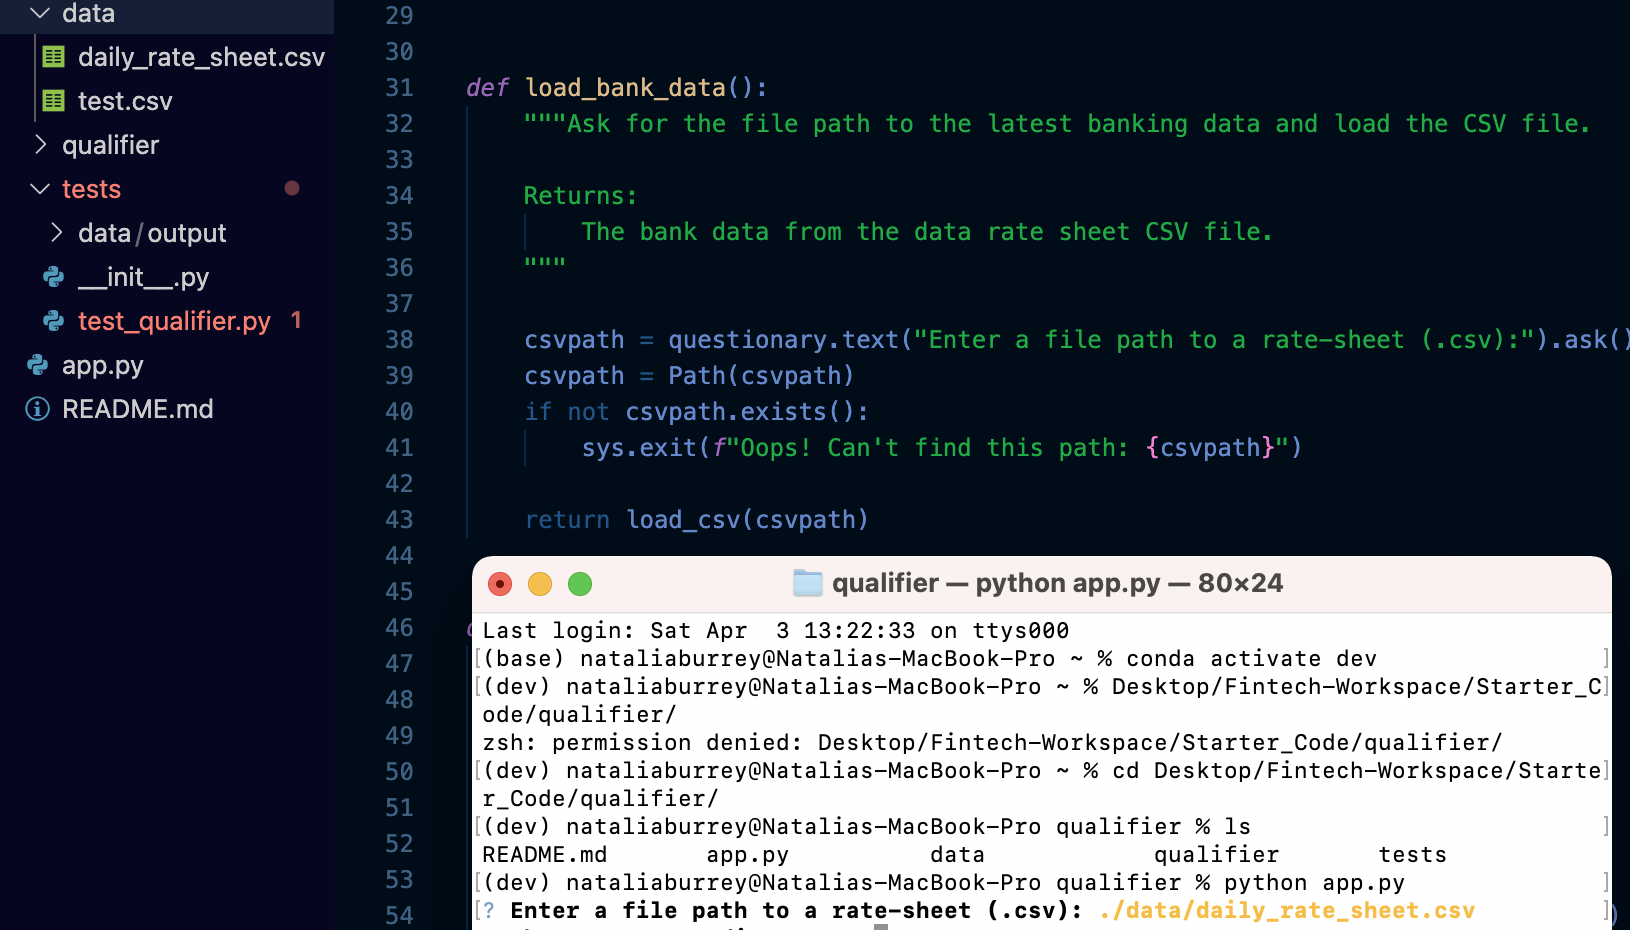 data
daily_rate_sheet.csv
test.csv
qualifier
tests
data/output
__init__.py
test_qualifier.py 1
app.py
README.md
29
30
31 def load_bank_data():
32 """Ask for the file path to the latest banking data and load the CSV file.
33
34 Returns:
35 The bank data from the data rate sheet CSV file.
36 """
37
38 csvpath = questionary.text("Enter a file path to a rate-sheet (.csv):").ask()
39 csvpath = Path(csvpath)
40 if not csvpath.exists():
41 sys.exit(f"Oops! Can't find this path: {csvpath}")
42
43 return load_csv(csvpath)
44
45
46
47
48
49
50
51
52
53
54
qualifier — python app.py — 80×24
Last login: Sat Apr  3 13:22:33 on ttys000
[(base) nataliaburrey@Natalias-MacBook-Pro ~ % conda activate dev ]
[(dev) nataliaburrey@Natalias-MacBook-Pro ~ % Desktop/Fintech-Workspace/Starter_C]
ode/qualifier/
zsh: permission denied: Desktop/Fintech-Workspace/Starter_Code/qualifier/
[(dev) nataliaburrey@Natalias-MacBook-Pro ~ % cd Desktop/Fintech-Workspace/Starte]
r_Code/qualifier/
[(dev) nataliaburrey@Natalias-MacBook-Pro qualifier % ls ]
README.md app.py data qualifier tests
[(dev) nataliaburrey@Natalias-MacBook-Pro qualifier % python app.py ]
[? Enter a file path to a rate-sheet (.csv): ./data/daily_rate_sheet.csv ]